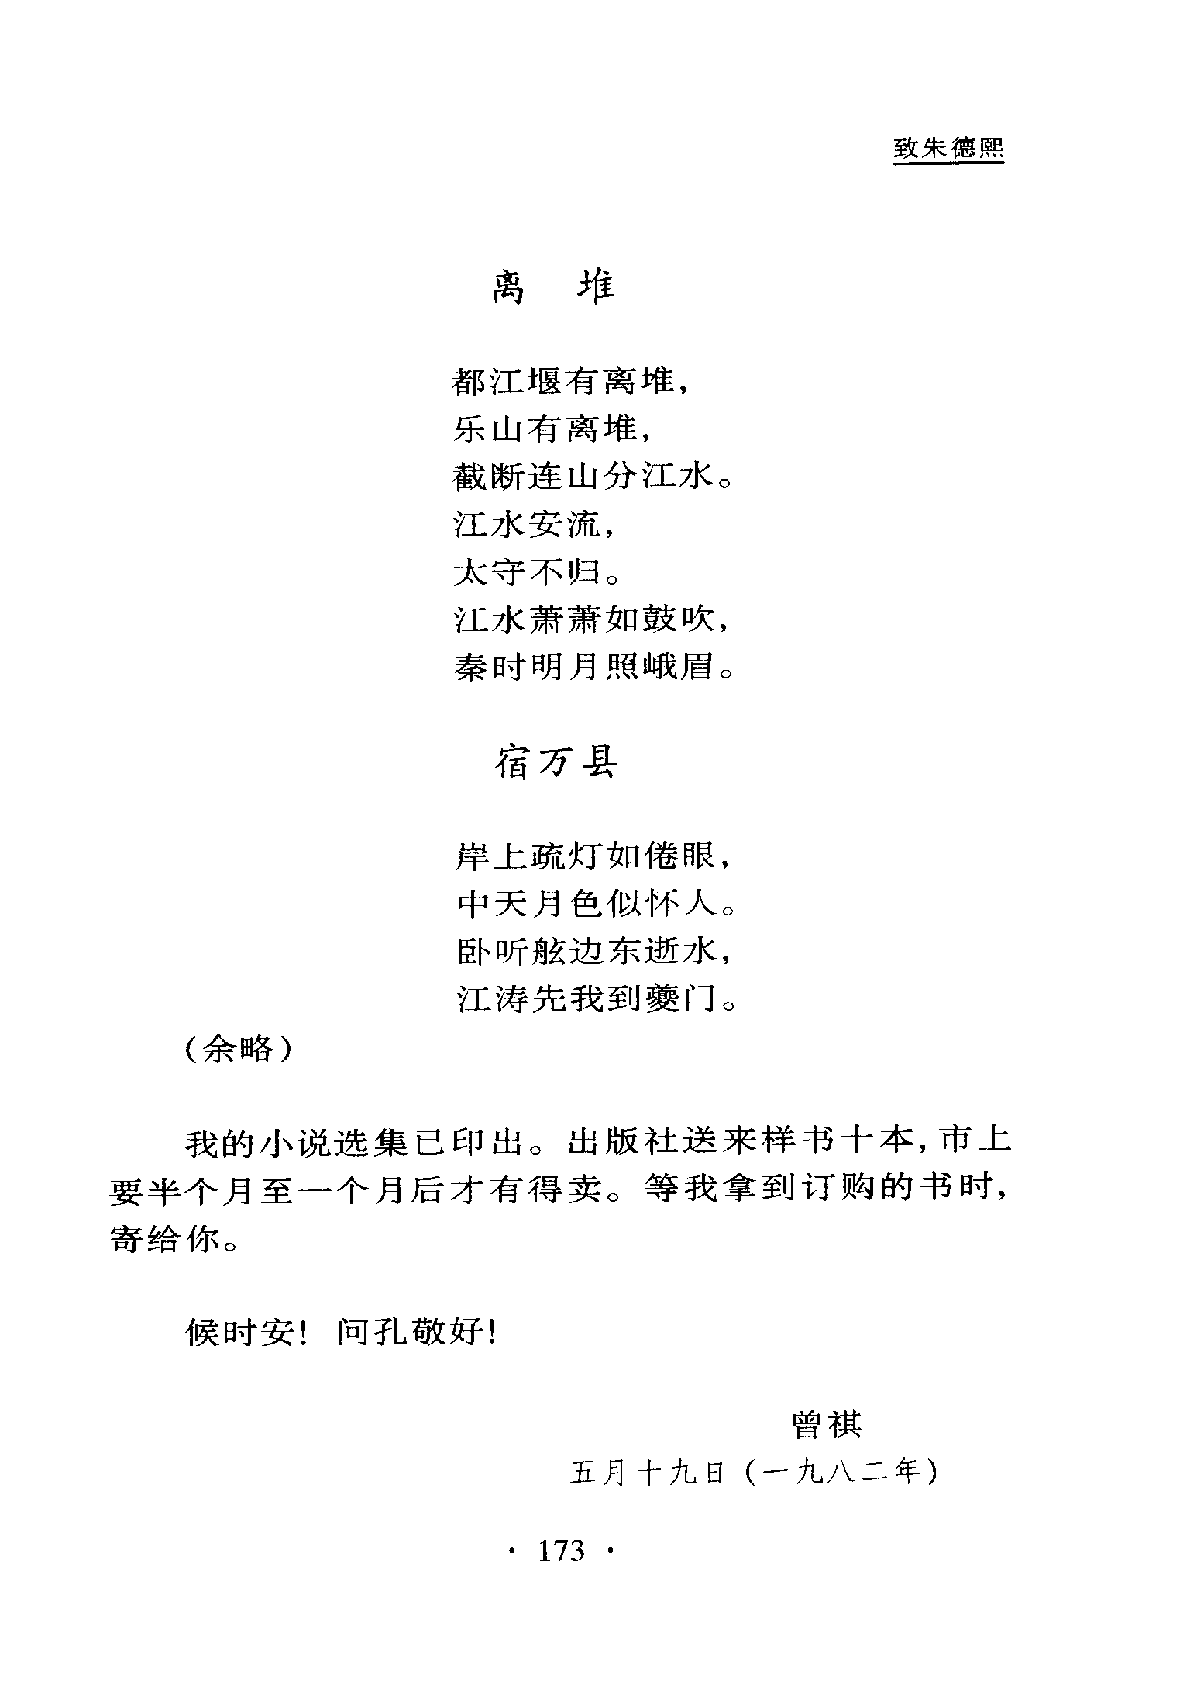 致朱德熙
离 堆
都江堰有离堆，
乐山有离堆，
截断连山分江水。
江水安流，
太守不归。
江水萧萧如鼓吹，
秦时明月照峨眉。
宿万县
岸上疏灯如倦眼，
中天月色似怀人。
卧听舷边东逝水，
江涛先我到夔门。
（余略）
我的小说选集已印出。出版社送来样书十本，市上
要半个月至一个月后才有得卖。等我拿到订购的书时，
寄给你。
候时安！问孔敬好！
曾祺
五月十九日（一九八二年）
· 173 ·